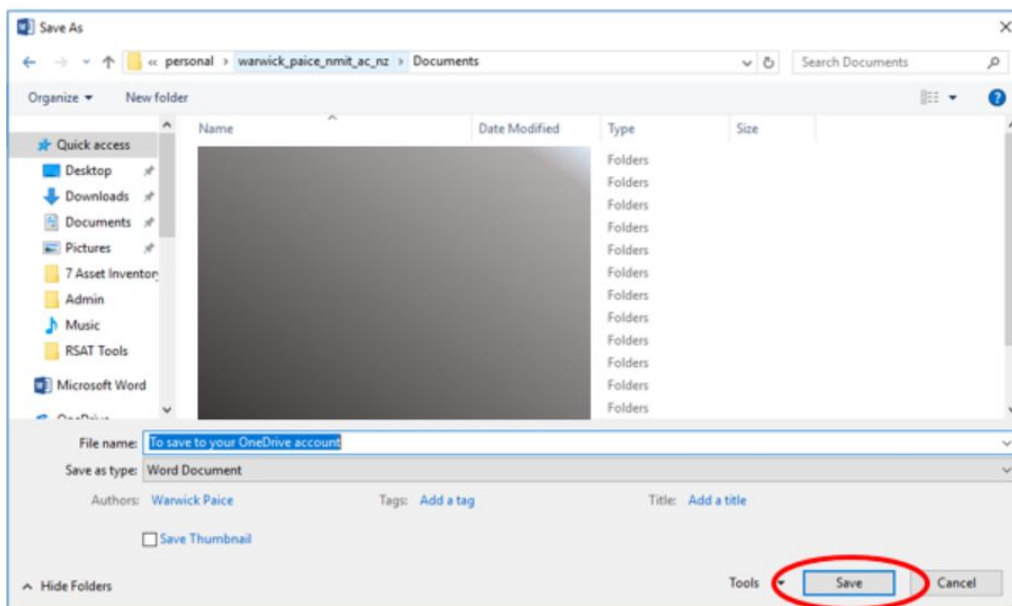 Save As
« personal > warwick_paice_nmit_ac_nz > Documents
Search Documents
Organize
New folder
Name
Date Modified
Type
Size
Quick access
Desktop
Downloads
Documents
Pictures
7 Asset Inventor
Admin
Music
RSAT Tools
Microsoft Word
OneDrive
Folders
Folders
Folders
Folders
Folders
Folders
Folders
Folders
Folders
Folders
Folders
Folders
File name: To save to your OneDrive account
Save as type: Word Document
Authors: Warwick Paice Tags: Add a tag Title: Add a title
Save Thumbnail
Hide Folders
Tools
Save
Cancel